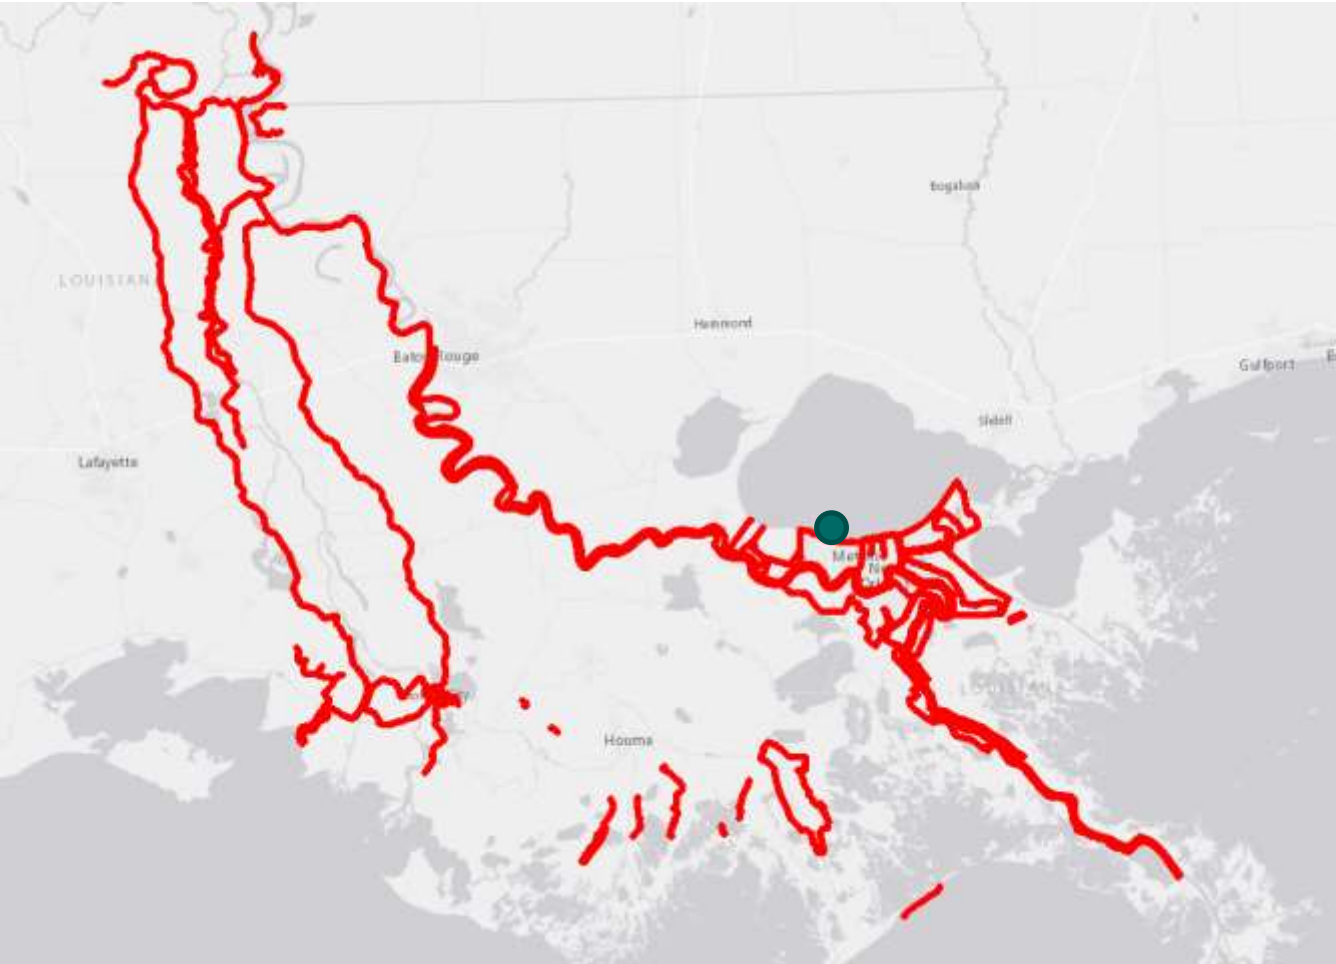 Bogalusa
LOUISIAN
Hammond
Baton Rouge
Gulfport
Slidell
Lafayette
LOUISIANA
Houma